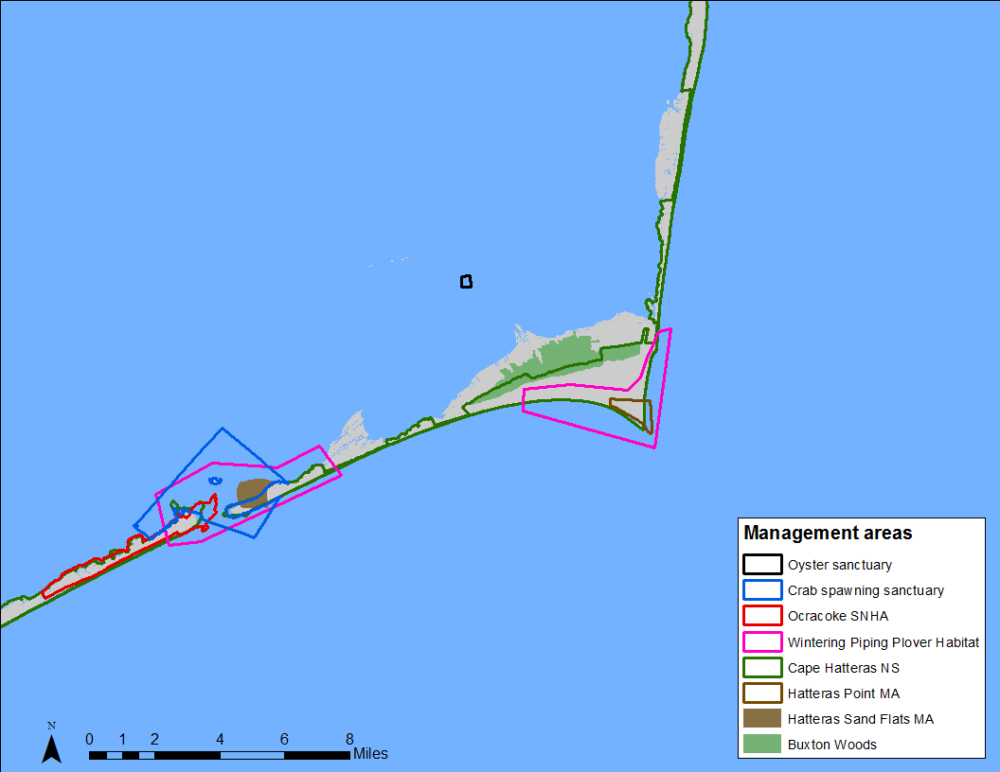 Management areas
Oyster sanctuary
Crab spawning sanctuary
Ocracoke SNHA
Wintering Piping Plover Habitat
Cape Hatteras NS
Hatteras Point MA
Hatteras Sand Flats MA
Buxton Woods
N
0 1 2 4 6 8
Miles